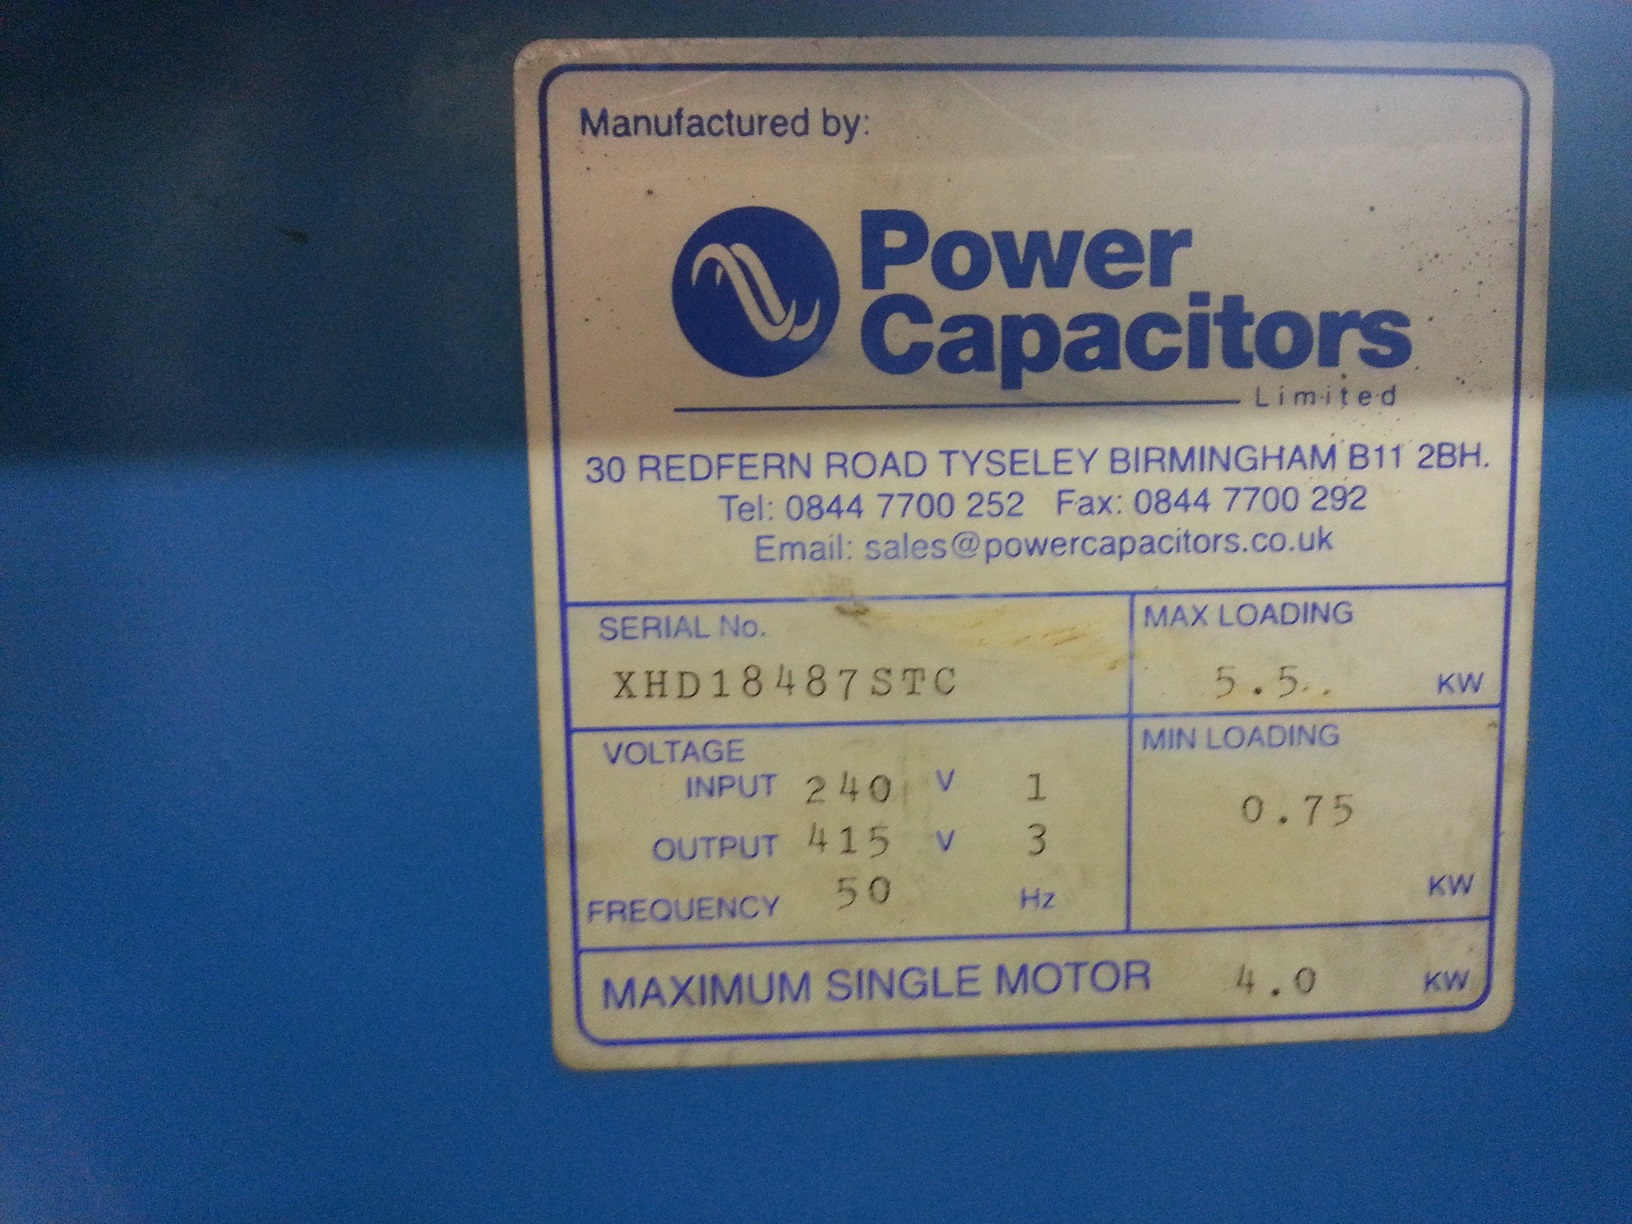 Manufactured by:
Power
Capacitors
Limited
30 REDFERN ROAD TYSELEY BIRMINGHAM B11 2BH.
Tel: 0844 7700 252 Fax: 0844 7700 292
Email: sales@powercapacitors.co.uk
SERIAL No.
XHD18487STC
MAX LOADING
5.5.. KW
VOLTAGE
INPUT 240 V 1
OUTPUT 415 V 3
FREQUENCY 50 Hz
MIN LOADING
0.75
KW
MAXIMUM SINGLE MOTOR 4.0 KW